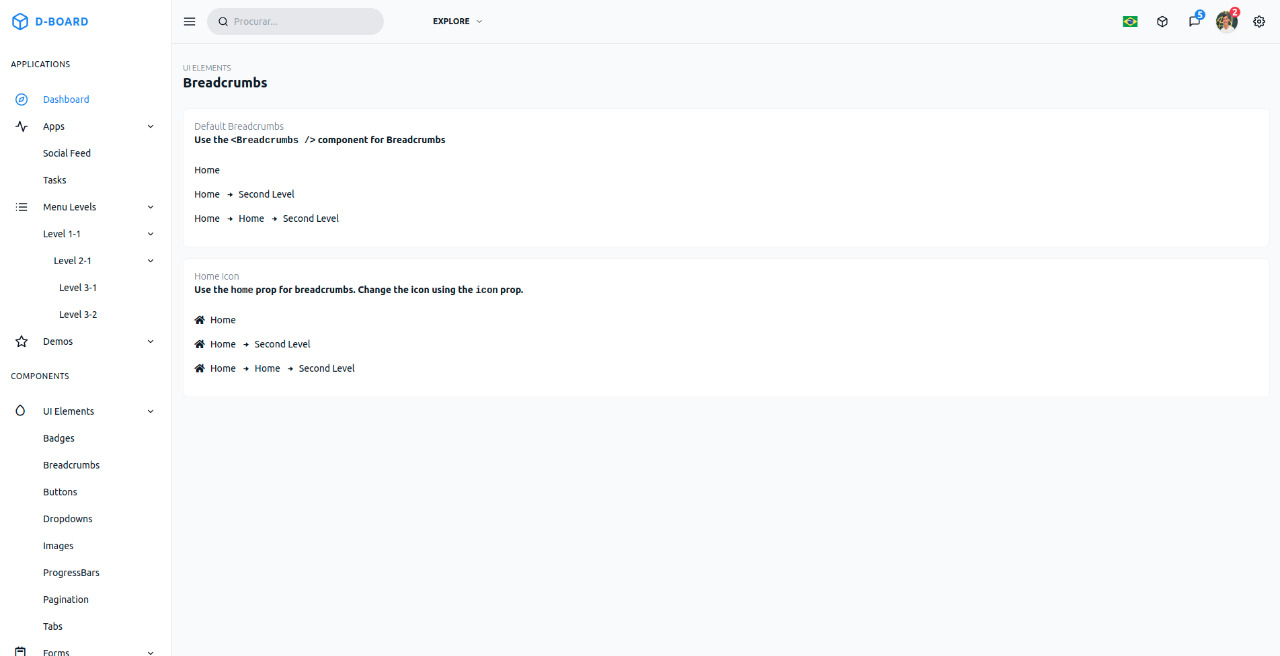 D-BOARD
Procurar...
EXPLORE
5
2
APPLICATIONS
Dashboard
Apps
Social Feed
Tasks
Menu Levels
Level 1-1
Level 2-1
Level 3-1
Level 3-2
Demos
COMPONENTS
UI Elements
Badges
Breadcrumbs
Buttons
Dropdowns
Images
ProgressBars
Pagination
Tabs
Forms
UI ELEMENTS
Breadcrumbs
Default Breadcrumbs
Use the <Breadcrumbs /> component for Breadcrumbs
Home
Home ➜ Second Level
Home ➜ Home ➜ Second Level
Home Icon
Use the home prop for breadcrumbs. Change the icon using the icon prop.
Home
Home ➜ Second Level
Home ➜ Home ➜ Second Level